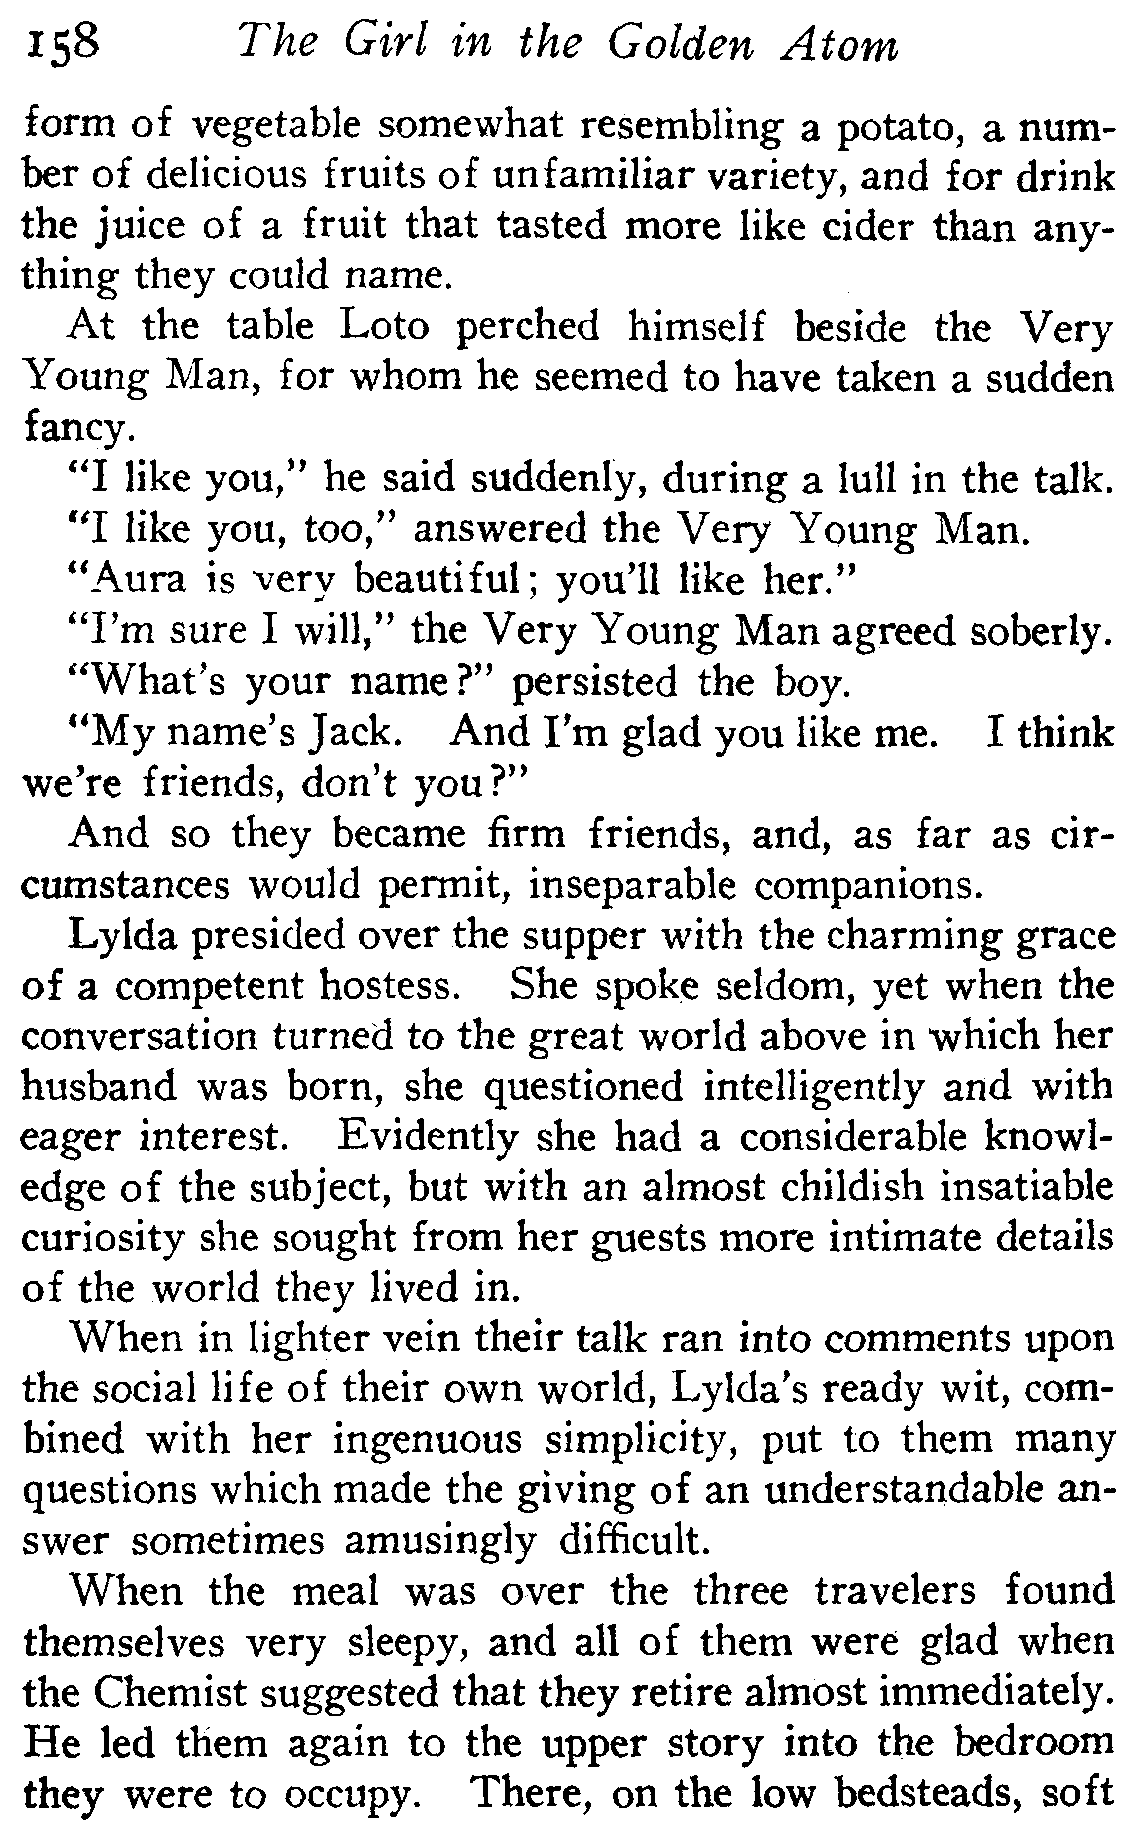 158 The Girl in the Golden Atom
form of vegetable somewhat resembling a potato, a num-
ber of delicious fruits of unfamiliar variety, and for drink
the juice of a fruit that tasted more like cider than any-
thing they could name.
At the table Loto perched himself beside the Very
Young Man, for whom he seemed to have taken a sudden
fancy.
"I like you," he said suddenly, during a lull in the talk.
"I like you, too," answered the Very Young Man.
"Aura is very beautiful; you'll like her."
"I'm sure I will," the Very Young Man agreed soberly.
"What's your name?" persisted the boy.
"My name's Jack. And I'm glad you like me. I think
we're friends, don't you?"
And so they became firm friends, and, as far as cir-
cumstances would permit, inseparable companions.
Lylda presided over the supper with the charming grace
of a competent hostess. She spoke seldom, yet when the
conversation turned to the great world above in which her
husband was born, she questioned intelligently and with
eager interest. Evidently she had a considerable knowl-
edge of the subject, but with an almost childish insatiable
curiosity she sought from her guests more intimate details
of the world they lived in.
When in lighter vein their talk ran into comments upon
the social life of their own world, Lylda's ready wit, com-
bined with her ingenuous simplicity, put to them many
questions which made the giving of an understandable an-
swer sometimes amusingly difficult.
When the meal was over the three travelers found
themselves very sleepy, and all of them were glad when
the Chemist suggested that they retire almost immediately.
He led them again to the upper story into the bedroom
they were to occupy. There, on the low bedsteads, soft